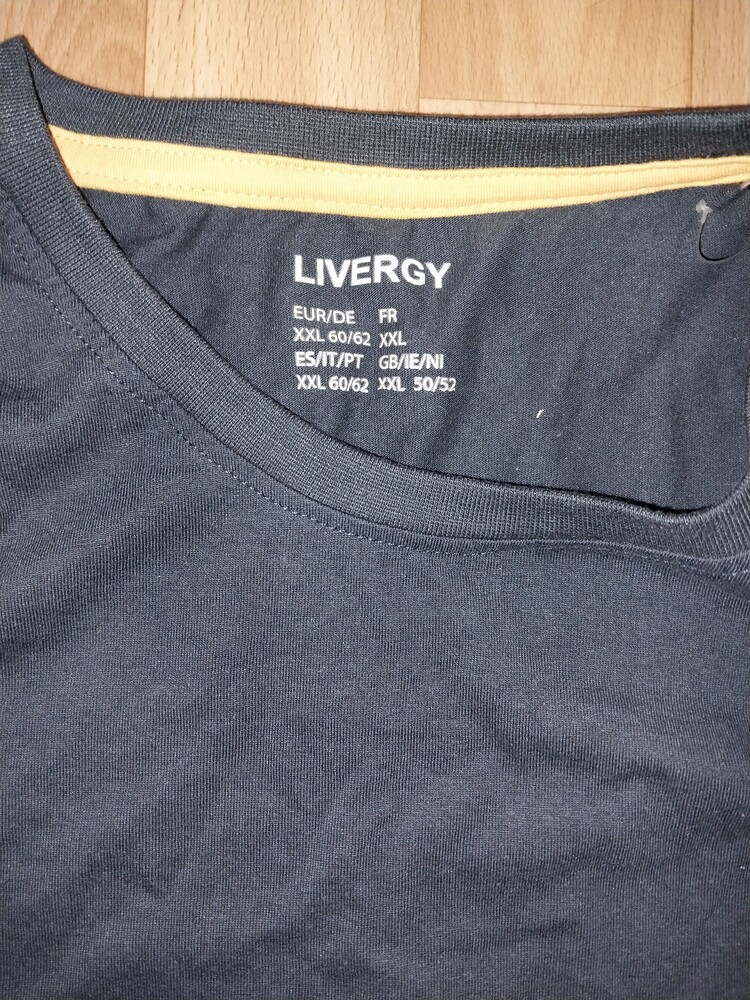 LIVERGY
EUR/DE FR
XXL 60/62 XXL
ES/IT/PT GB/IE/NI
XXL 60/62 XXL 50/52